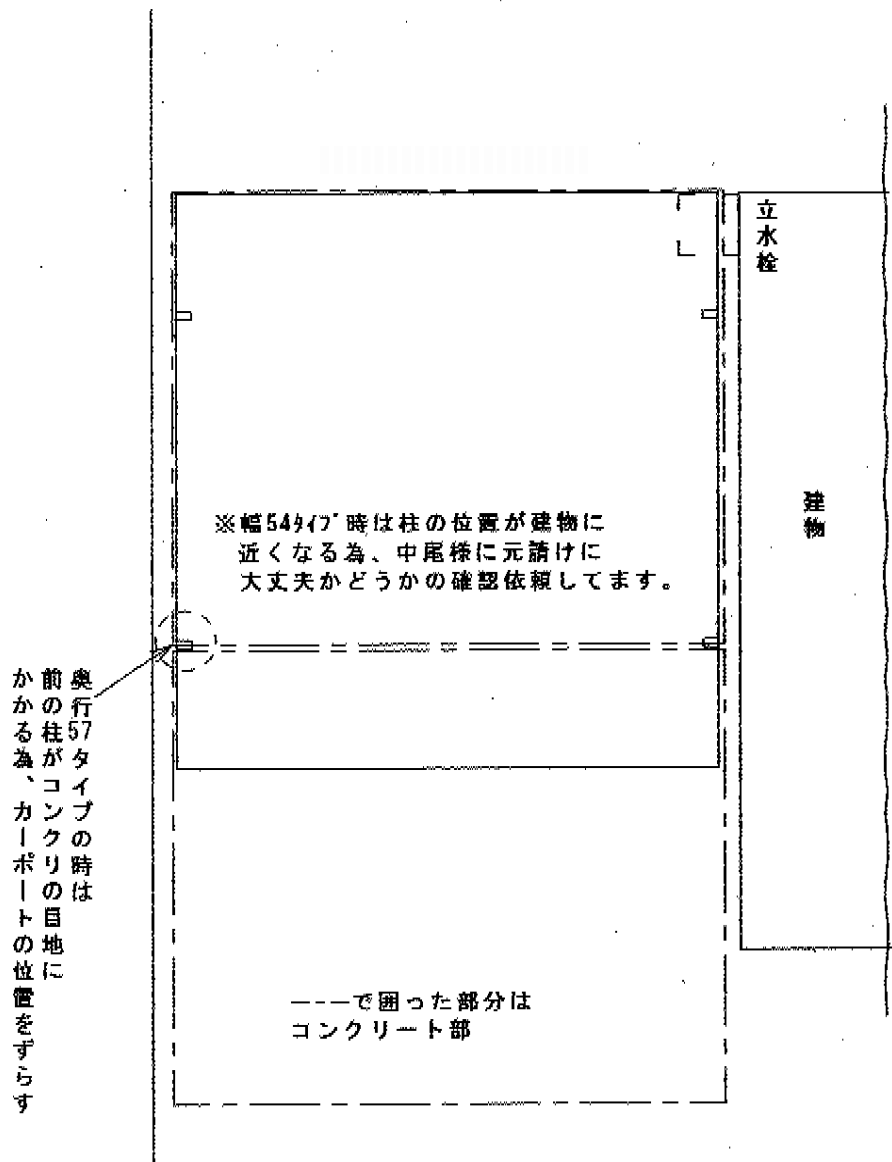 立水栓
建物
※幅54ﾀｲﾌﾟ時は柱の位置が建物に
近くなる為、中尾様に元請けに
大丈夫かどうかの確認依頼してます。
奥行57タイプの時は
前の柱がコンクリの目地に
かかる為、カーポートの位置をずらす
ー--ーで囲った部分は
コンクリート部